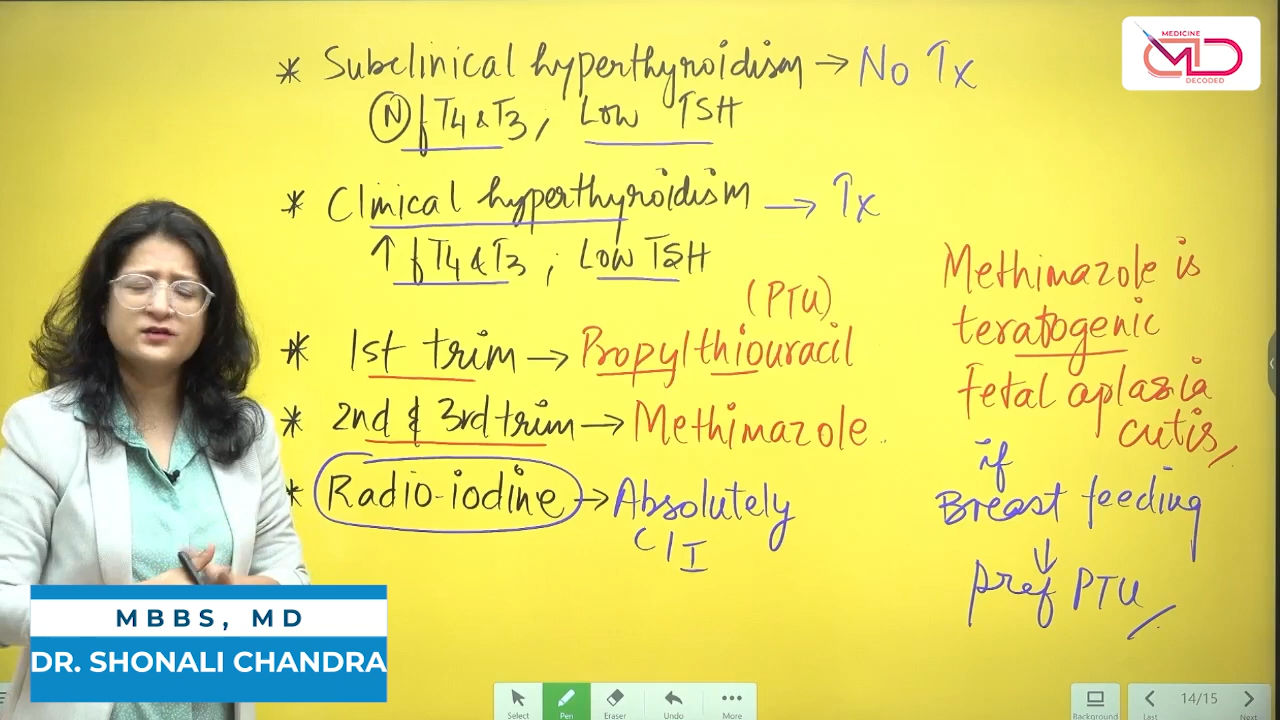 * Subclinical hyperthyroidism → No Tx
(N) fT4 & T3 ; Low TSH
* Clinical hyperthyroidism → Tx
↑ fT4 & T3 ; Low TSH
(PTU)
* 1st trim → Propylthiouracil
* 2nd & 3rd trim → Methimazole
* Radio-iodine → Absolutely
C/I
Methimazole is
teratogenic
Fetal aplasia
cutis
if
Breast feeding
↓
pref PTU
MEDICINE
MD
DECODED
MBBS, MD
DR. SHONALI CHANDRA
Select
Pen
Eraser
Undo
More
Background
Last
14/15
Next